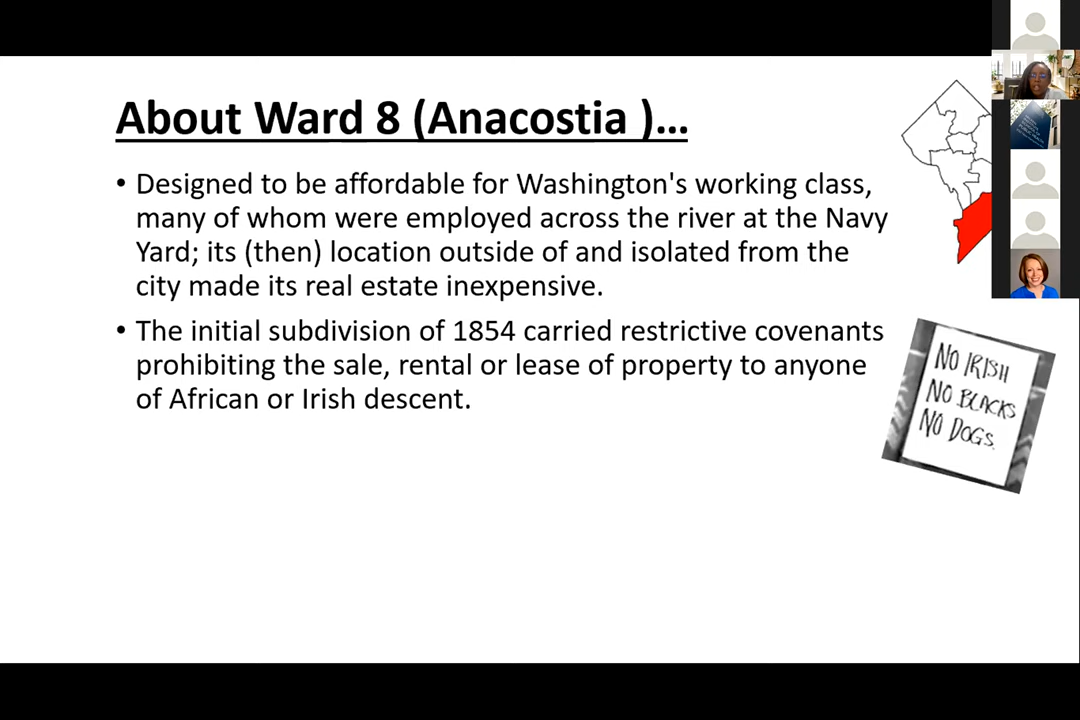 About Ward 8 (Anacostia )...
• Designed to be affordable for Washington's working class,
many of whom were employed across the river at the Navy
Yard; its (then) location outside of and isolated from the
city made its real estate inexpensive.
• The initial subdivision of 1854 carried restrictive covenants
prohibiting the sale, rental or lease of property to anyone
of African or Irish descent.
NO IRISH
NO BLACKS
NO DOGS.